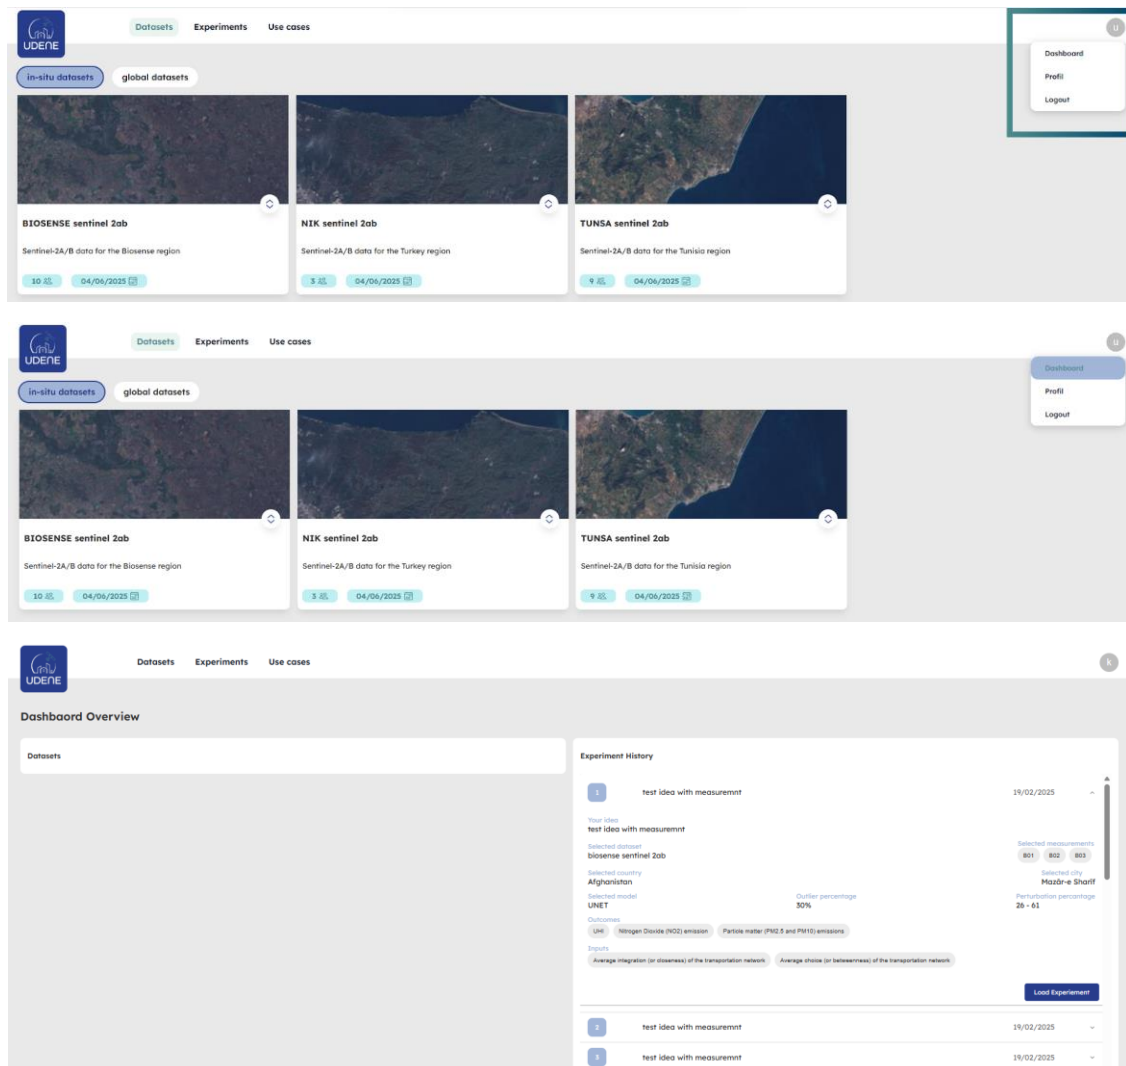 UDENE
Datasets Experiments Use cases u
Dashboard
in-situ datasets global datasets Profil
Logout
BIOSENSE sentinel 2ab NIK sentinel 2ab TUNSA sentinel 2ab
Sentinel-2A/B data for the Biosense region Sentinel-2A/B data for the Turkey region Sentinel-2A/B data for the Tunisia region
10 04/06/2025 3 04/06/2025 9 04/06/2025
UDENE
Datasets Experiments Use cases u
Dashboard
in-situ datasets global datasets Profil
Logout
BIOSENSE sentinel 2ab NIK sentinel 2ab TUNSA sentinel 2ab
Sentinel-2A/B data for the Biosense region Sentinel-2A/B data for the Turkey region Sentinel-2A/B data for the Tunisia region
10 04/06/2025 3 04/06/2025 9 04/06/2025
UDENE
Datasets Experiments Use cases k
Dashbaord Overview
Datasets
Experiment History
1 test idea with measuremnt 19/02/2025
Your idea
test idea with measuremnt
Selected dataset Selected measurements
biosense sentinel 2ab B01 B02 B03
Selected country Selected city
Afghanistan Mazār-e Sharīf
Selected model Outlier percentage Perturbation percentage
UNET 30% 26 - 61
Outcomes
UHI Nitrogen Dioxide (NO2) emission Particle matter (PM2.5 and PM10) emissions
Inputs
Average integration (or closeness) of the transportation network Average choice (or betweenness) of the transportation network
Load Experiement
2 test idea with measuremnt 19/02/2025
3 test idea with measuremnt 19/02/2025